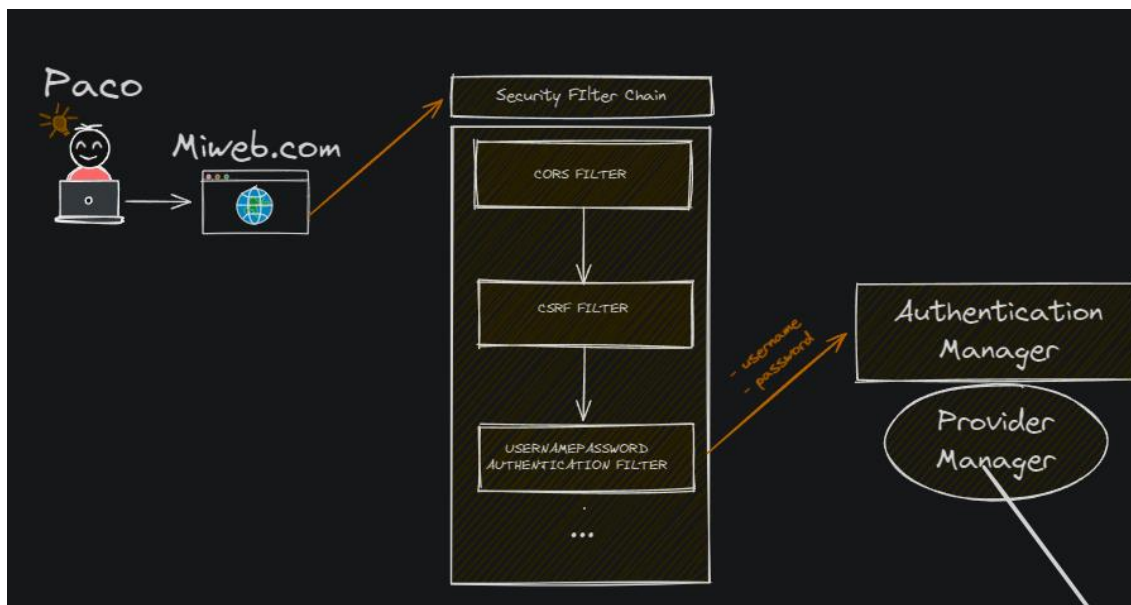 Paco
Miweb.com
Security FIlter Chain
CORS FILTER
CSRF FILTER
USERNAMEPASSWORD
AUTHENTICATION FILTER
.
...
- username
- password
Authentication
Manager
Provider
Manager